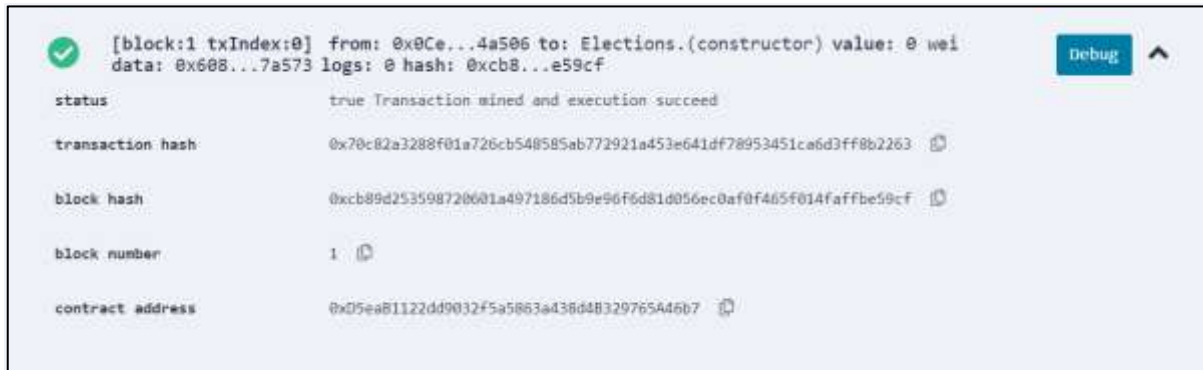 [block:1 txIndex:0] from: 0x0Ce...4a506 to: Elections.(constructor) value: 0 wei
data: 0x608...7a573 logs: 0 hash: 0xcb8...e59cf
Debug
status true Transaction mined and execution succeed
transaction hash 0x70c82a3288f01a726cb548585ab772921a453e641df78953451ca6d3ff8b2263
block hash 0xcb89d253598720601a497186d5b9e96f6d81d056ec0af0f465f014faffbe59cf
block number 1
contract address 0xD5eaB1122dd9032f5a5863a438d4B329765A46b7